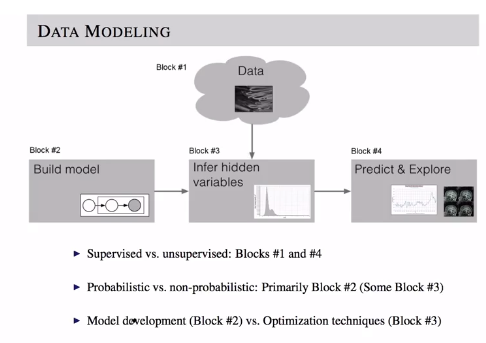 DATA MODELING
Block #1
Data
Block #2
Build model
Block #3
Infer hidden
variables
Block #4
Predict & Explore
Supervised vs. unsupervised: Blocks #1 and #4
Probabilistic vs. non-probabilistic: Primarily Block #2 (Some Block #3)
Model development (Block #2) vs. Optimization techniques (Block #3)